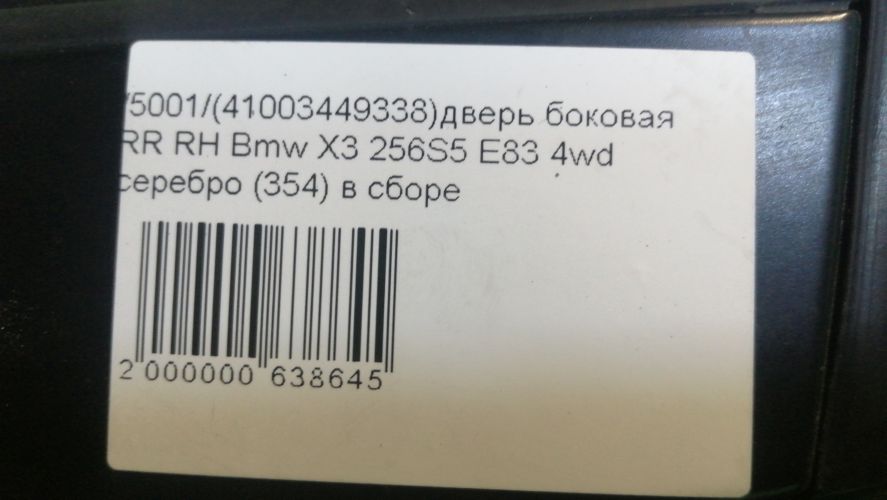 /5001/(41003449338)дверь боковая
RR RH Bmw X3 256S5 E83 4wd
серебро (354) в сборе
2 000000 638645